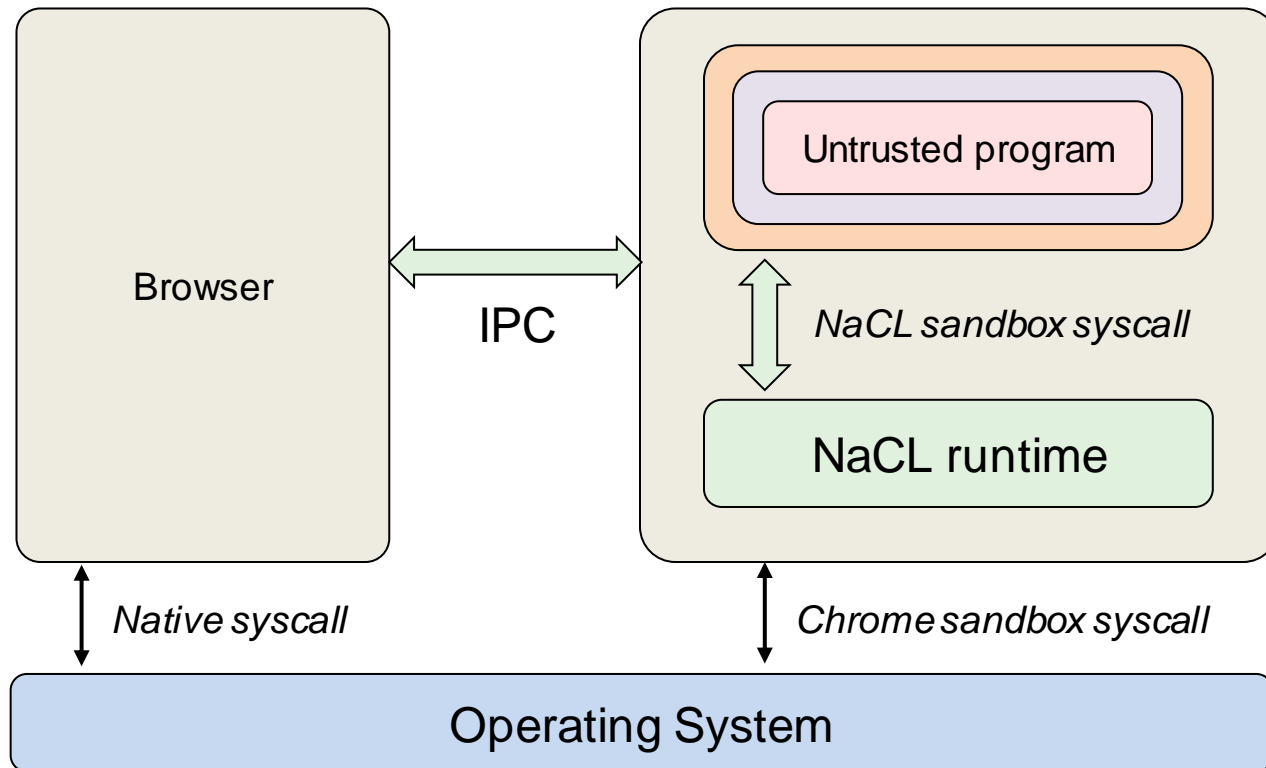 Untrusted program
Browser
IPC
NaCL sandbox syscall
NaCL runtime
Native syscall
Chrome sandbox syscall
Operating System